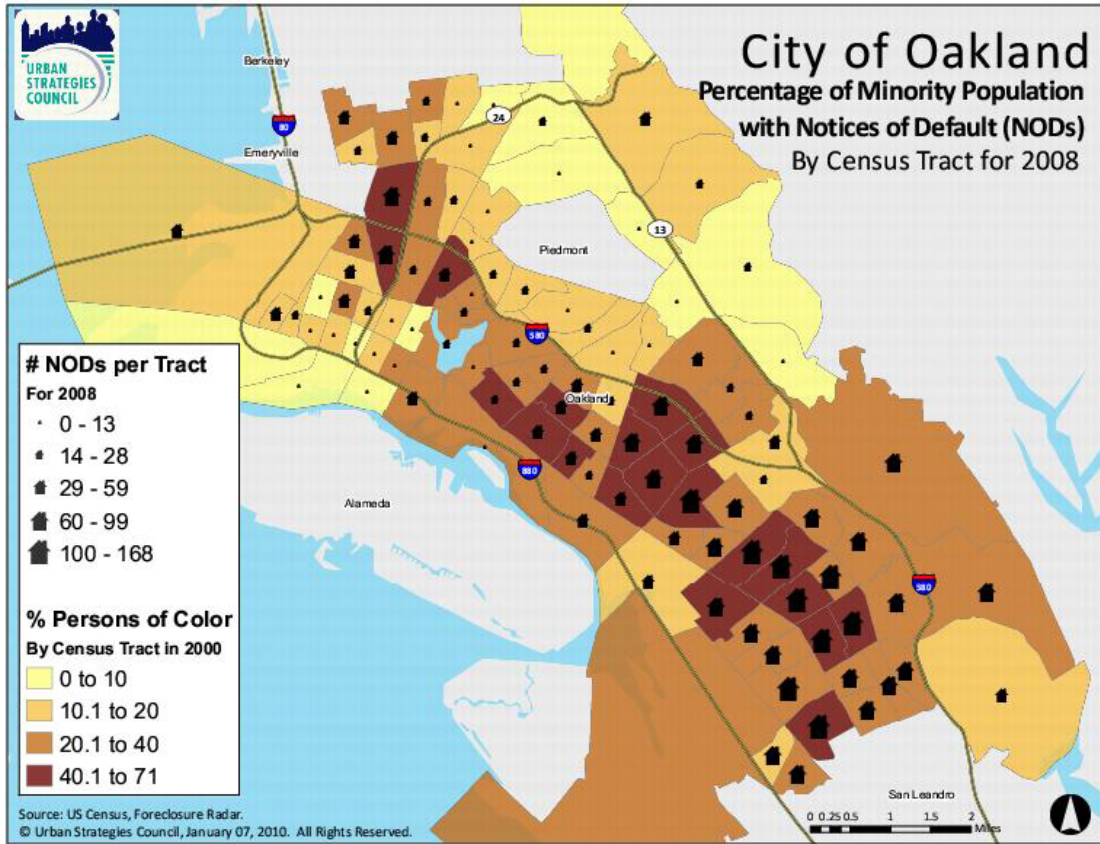 URBAN
STRATEGIES
COUNCIL
City of Oakland
Percentage of Minority Population
with Notices of Default (NODs)
By Census Tract for 2008
Berkeley
80
24
Emeryville
Piedmont
13
580
Oakland
880
Alameda
580
San Leandro
# NODs per Tract
For 2008
0 - 13
14 - 28
29 - 59
60 - 99
100 - 168
% Persons of Color
By Census Tract in 2000
0 to 10
10.1 to 20
20.1 to 40
40.1 to 71
Source: US Census, Foreclosure Radar.
© Urban Strategies Council, January 07, 2010. All Rights Reserved.
0 0.25 0.5 1 1.5 2
Miles